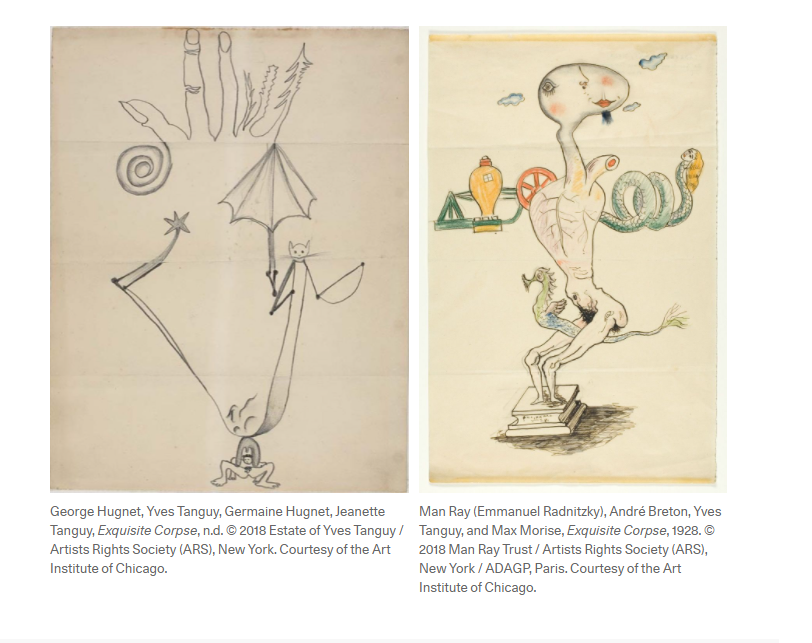 George Hugnet, Yves Tanguy, Germaine Hugnet, Jeanette
Tanguy, Exquisite Corpse, n.d. © 2018 Estate of Yves Tanguy /
Artists Rights Society (ARS), New York. Courtesy of the Art
Institute of Chicago.
Man Ray (Emmanuel Radnitzky), André Breton, Yves
Tanguy, and Max Morise, Exquisite Corpse, 1928. ©
2018 Man Ray Trust / Artists Rights Society (ARS),
New York / ADAGP, Paris. Courtesy of the Art
Institute of Chicago.